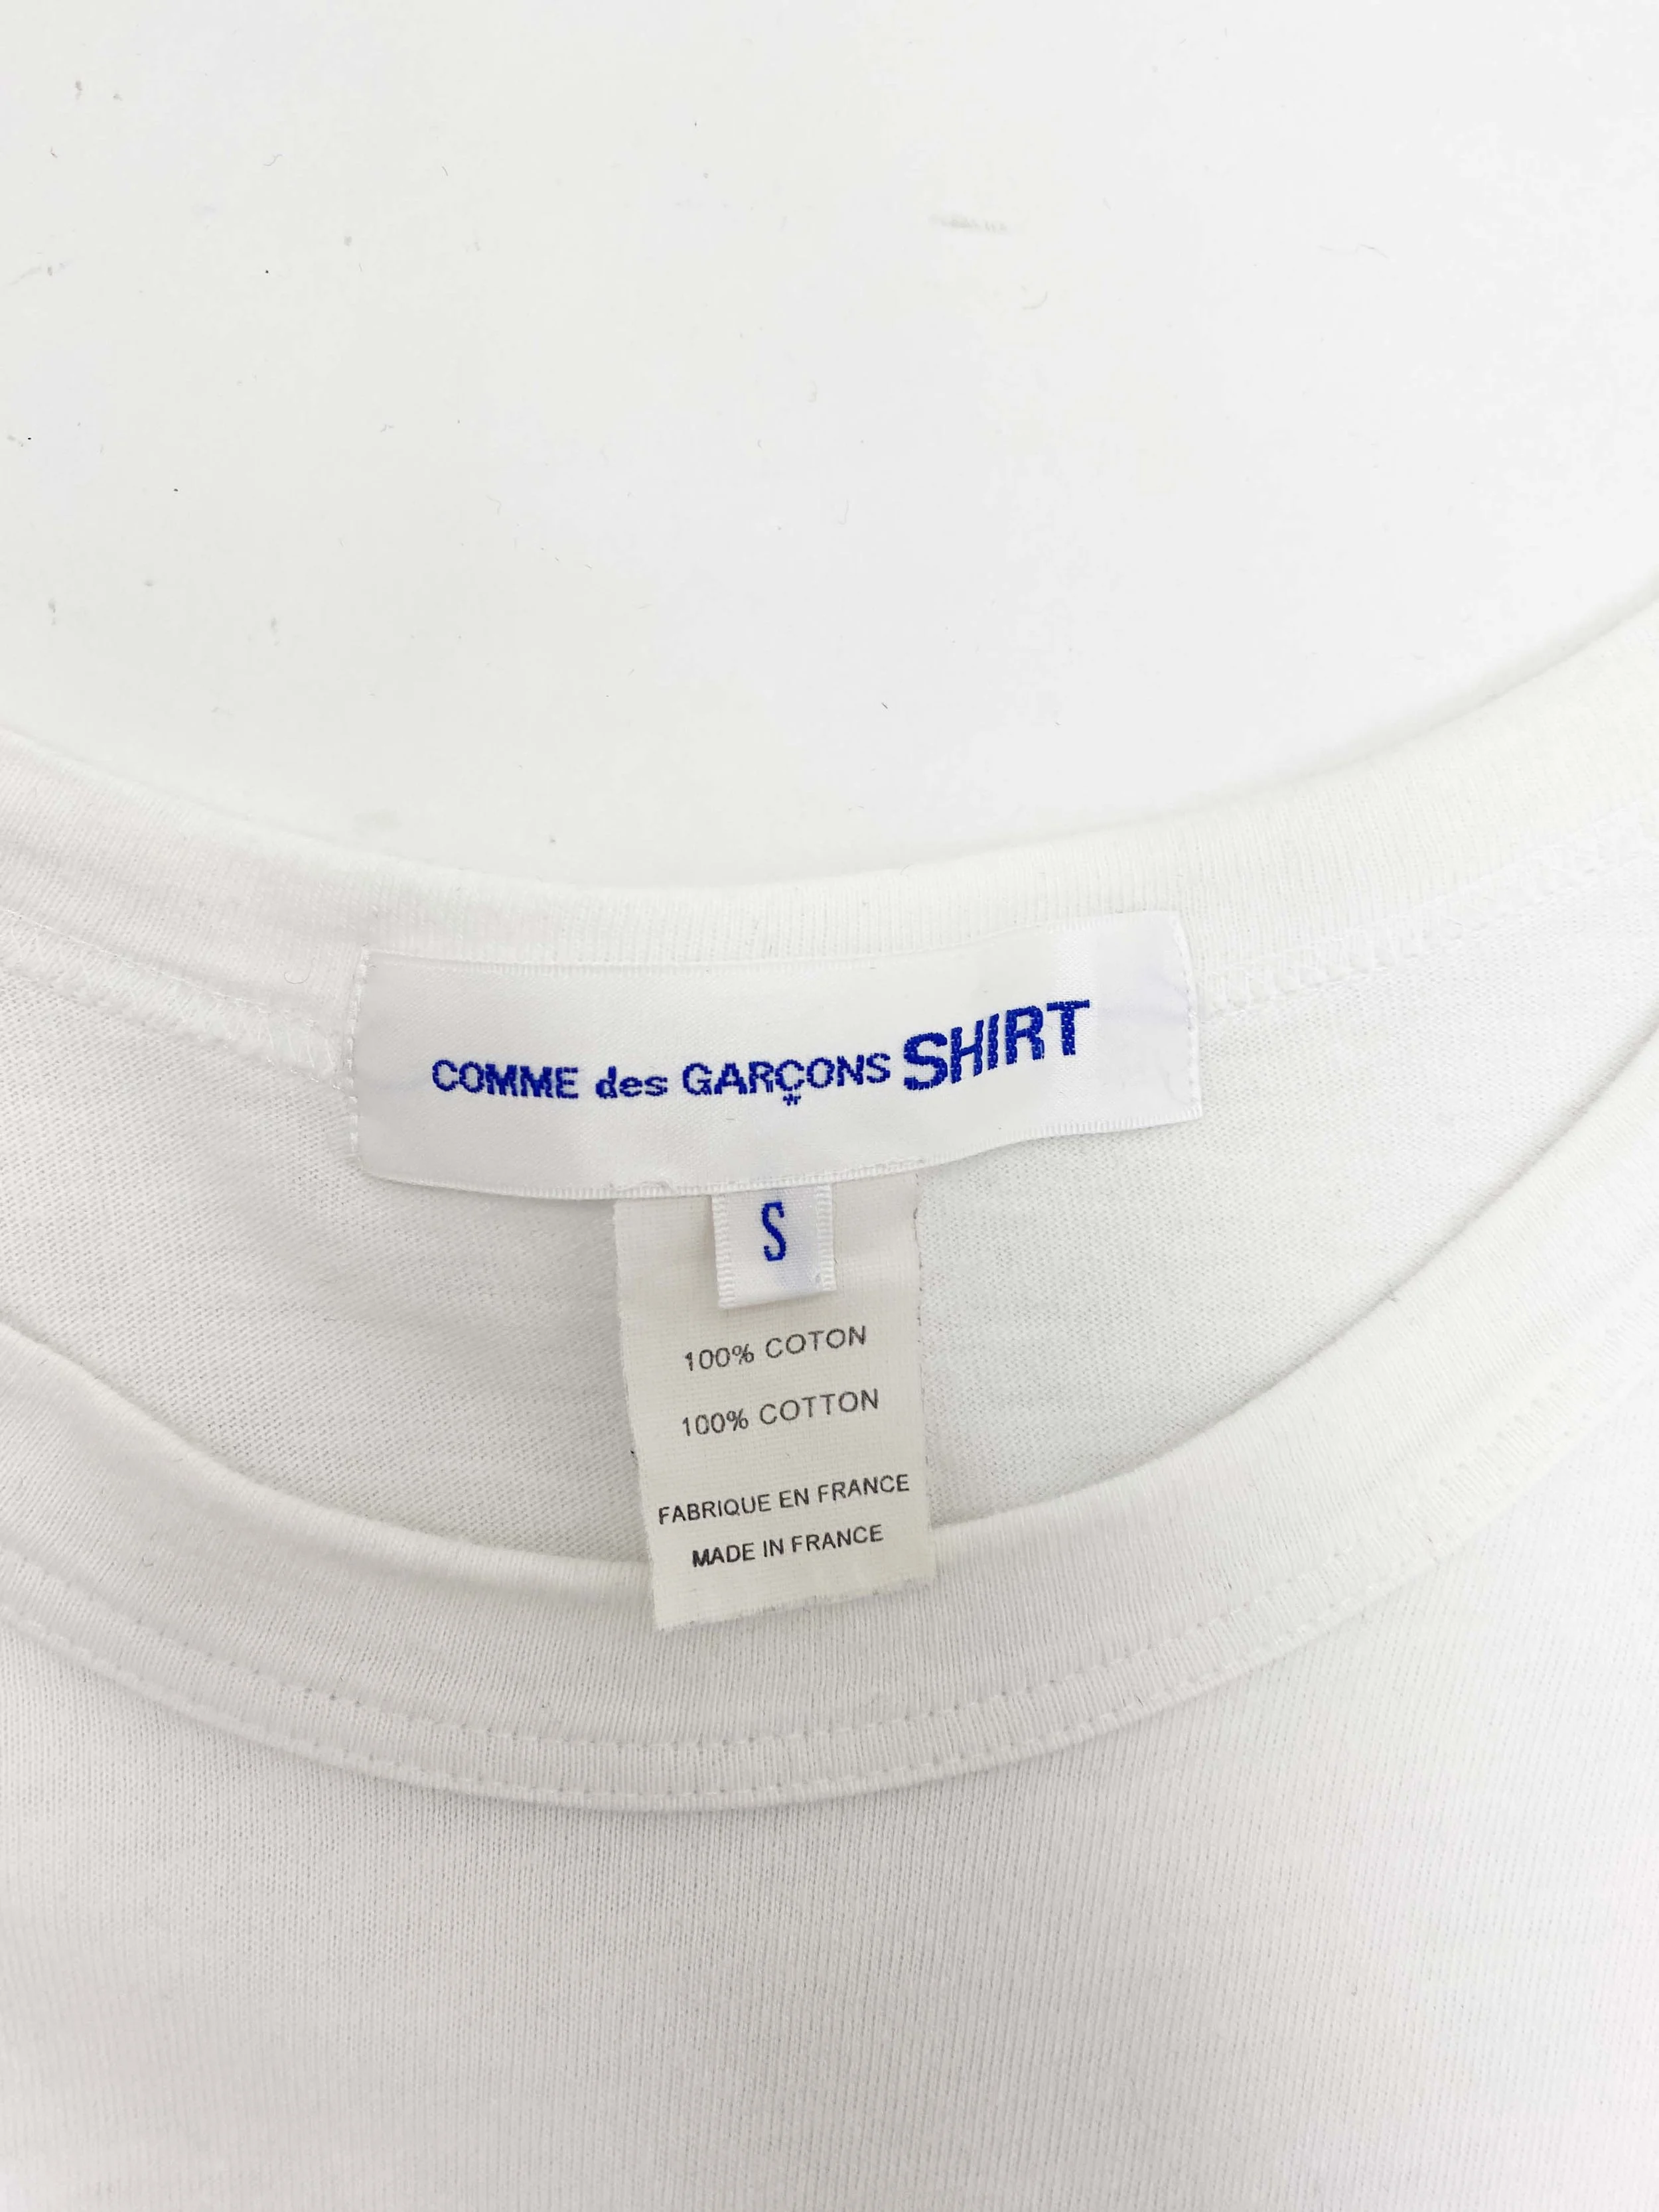 COMME des GARÇONS SHIRT
S
100% COTON
100% COTTON
FABRIQUE EN FRANCE
MADE IN FRANCE